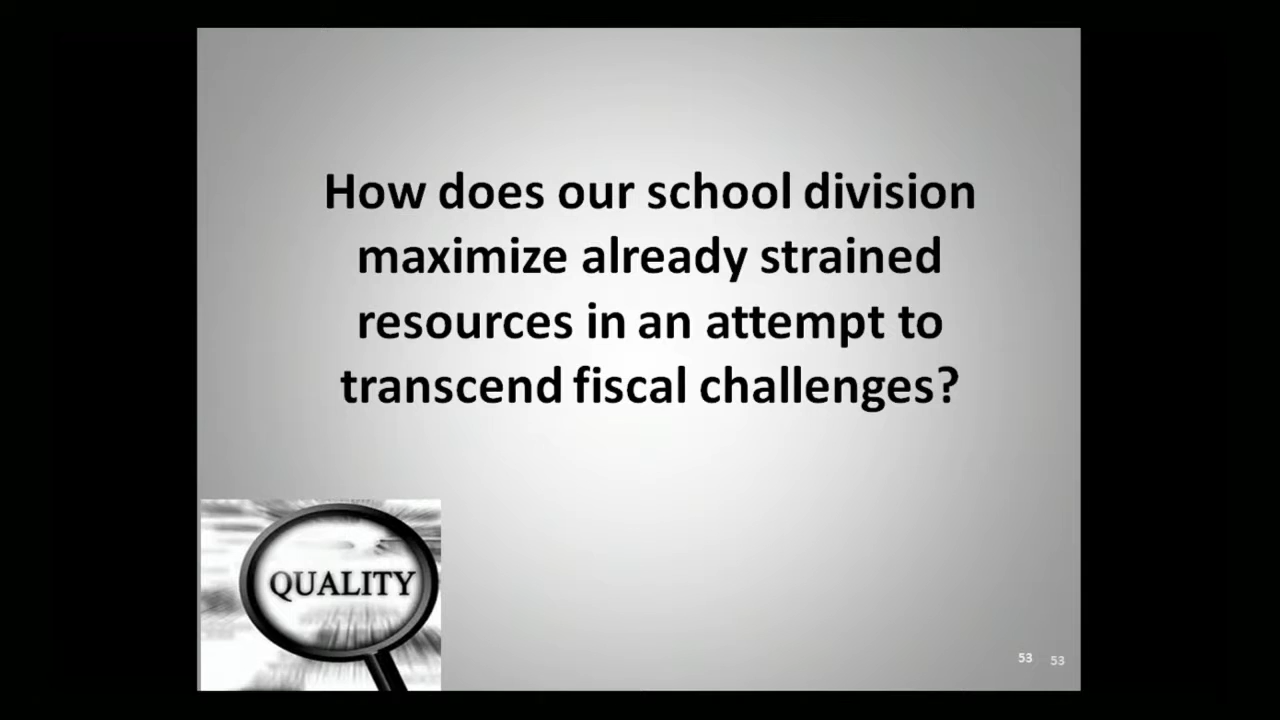 How does our school division
maximize already strained
resources in an attempt to
transcend fiscal challenges?
QUALITY
53 53